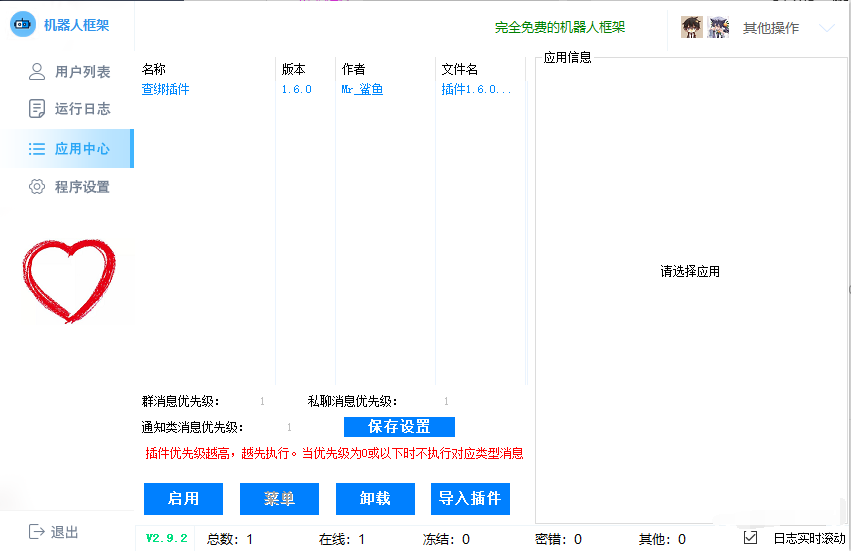 机器人框架
完全免费的机器人框架
其他操作
用户列表
运行日志
应用中心
程序设置
名称 版本 作者 文件名
查绑插件 1.6.0 Mr_鲨鱼 插件1.6.0...
应用信息
请选择应用
群消息优先级: 1 私聊消息优先级: 1
通知类消息优先级: 1 保存设置
插件优先级越高，越先执行。当优先级为0或以下时不执行对应类型消息
启用 菜单 卸载 导入插件
退出
V2.9.2 总数: 1 在线: 1 冻结: 0 密错: 0 其他: 0 日志实时滚动